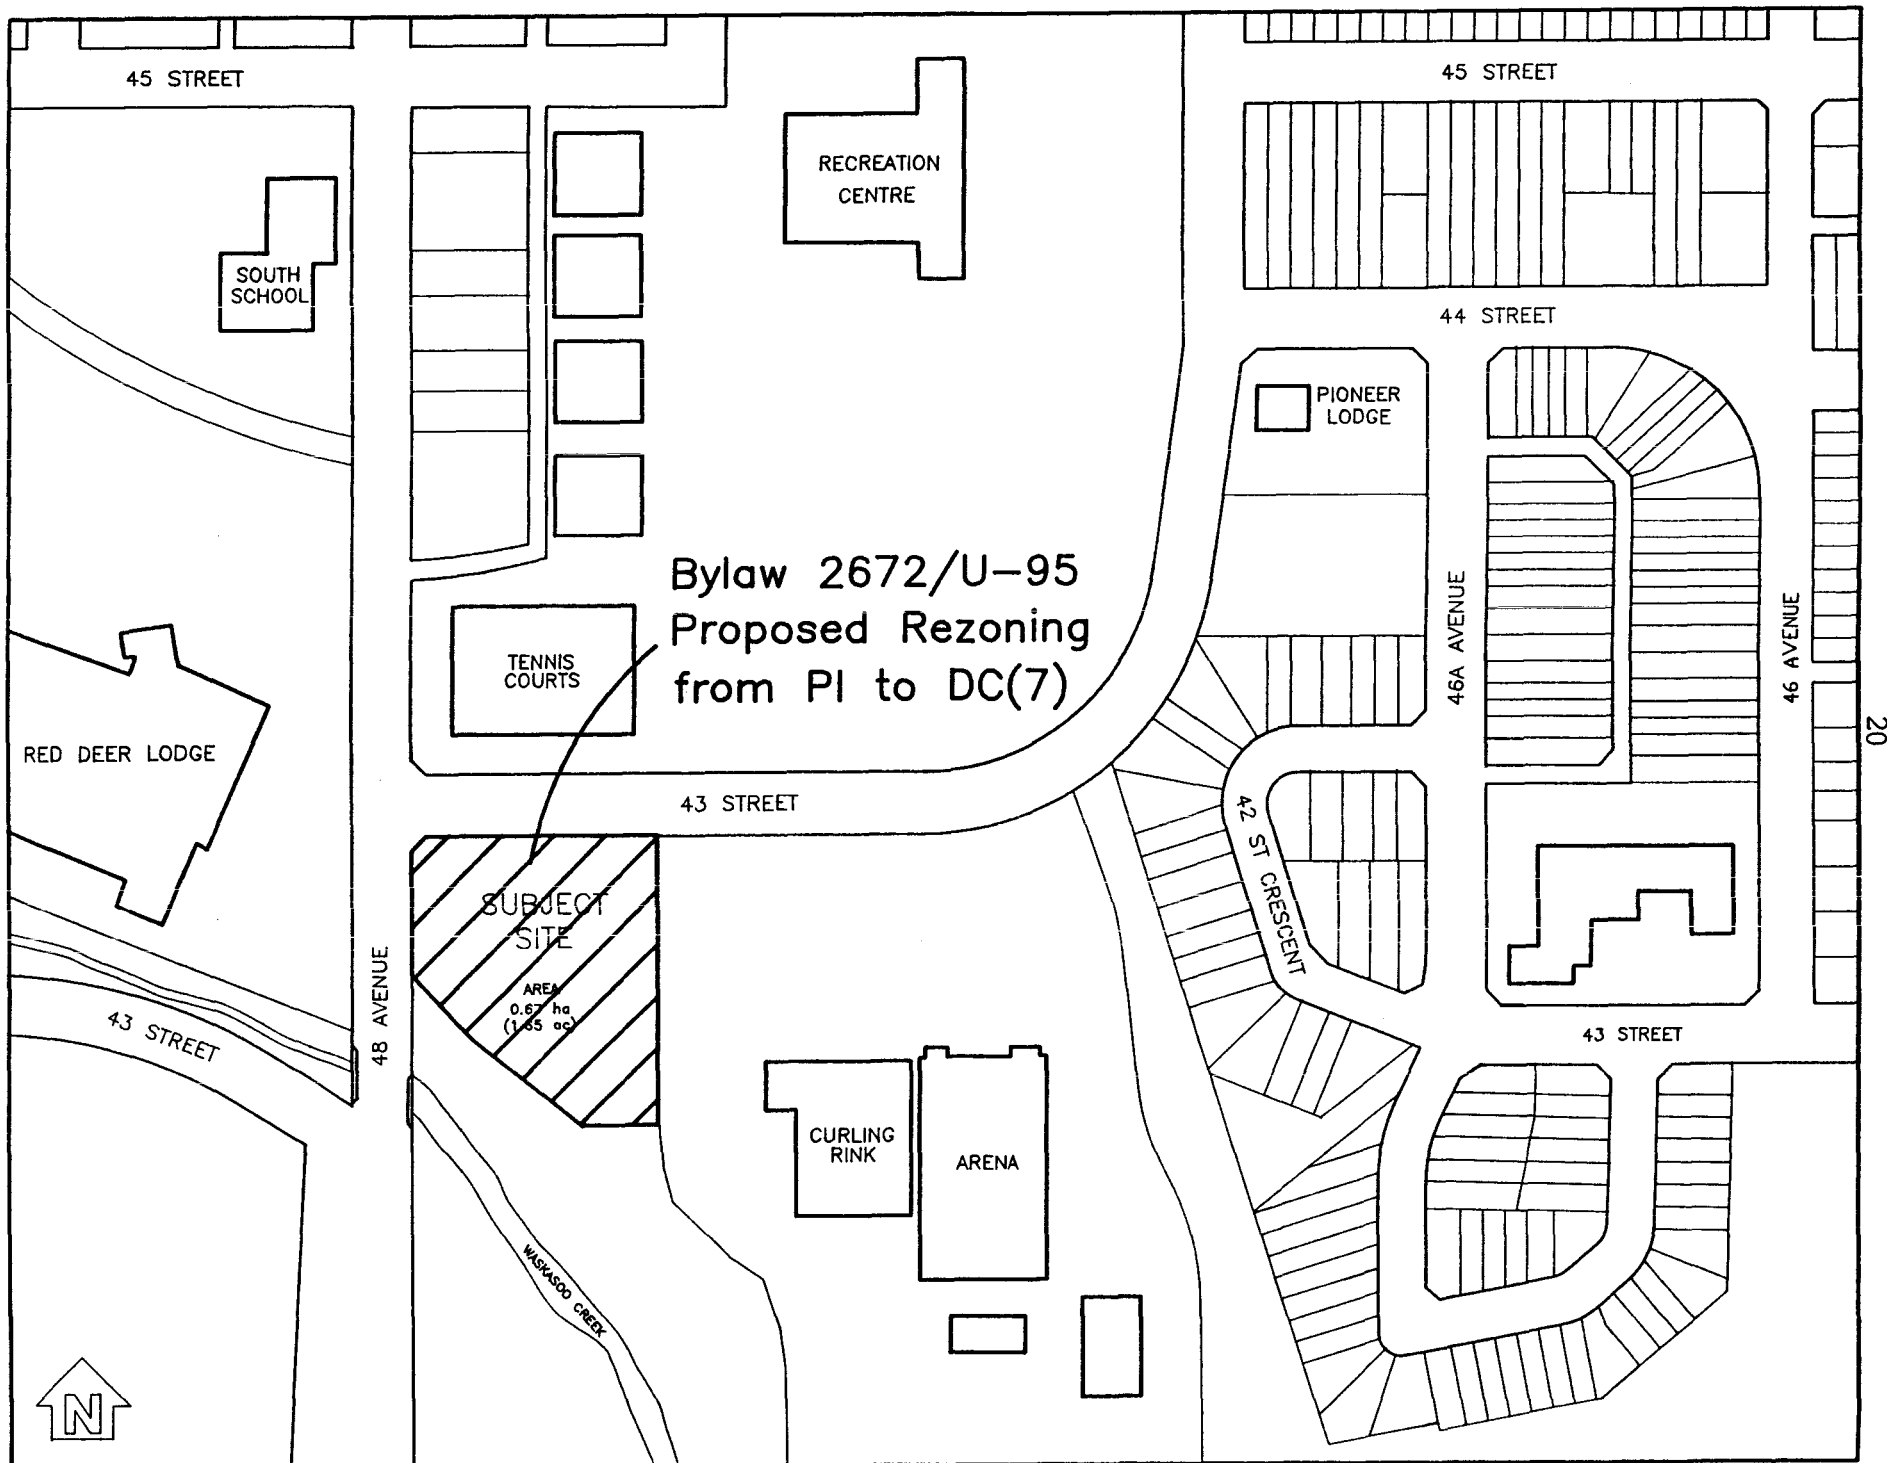 45 STREET
45 STREET
RECREATION
CENTRE
SOUTH
SCHOOL
44 STREET
PIONEER
LODGE
Bylaw 2672/U-95
Proposed Rezoning
from PI to DC(7)
46A AVENUE
46 AVENUE
TENNIS
COURTS
RED DEER LODGE
20
43 STREET
42 ST CRESCENT
SUBJECT
SITE
AREA
0.67 ha
(1.65 ac)
48 AVENUE
43 STREET
43 STREET
CURLING
RINK
ARENA
WASKASOO CREEK
N